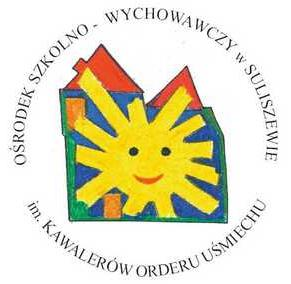 OŚRODEK SZKOLNO - WYCHOWAWCZY w SULISZEWIE
im. KAWALERÓW ORDERU UŚMIECHU